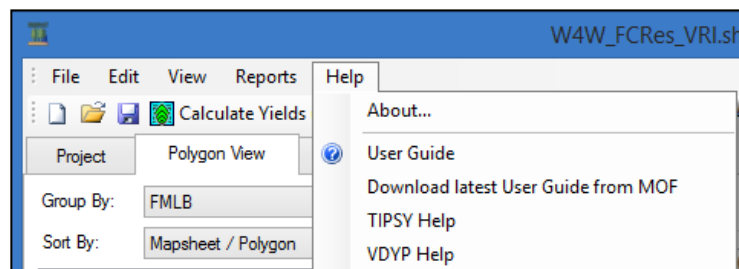 W4W_FCRes_VRI.sh
File Edit View Reports Help
Calculate Yields
About...
Project Polygon View
User Guide
Download latest User Guide from MOF
Group By: FMLB
TIPSY Help
Sort By: Mapsheet / Polygon
VDYP Help